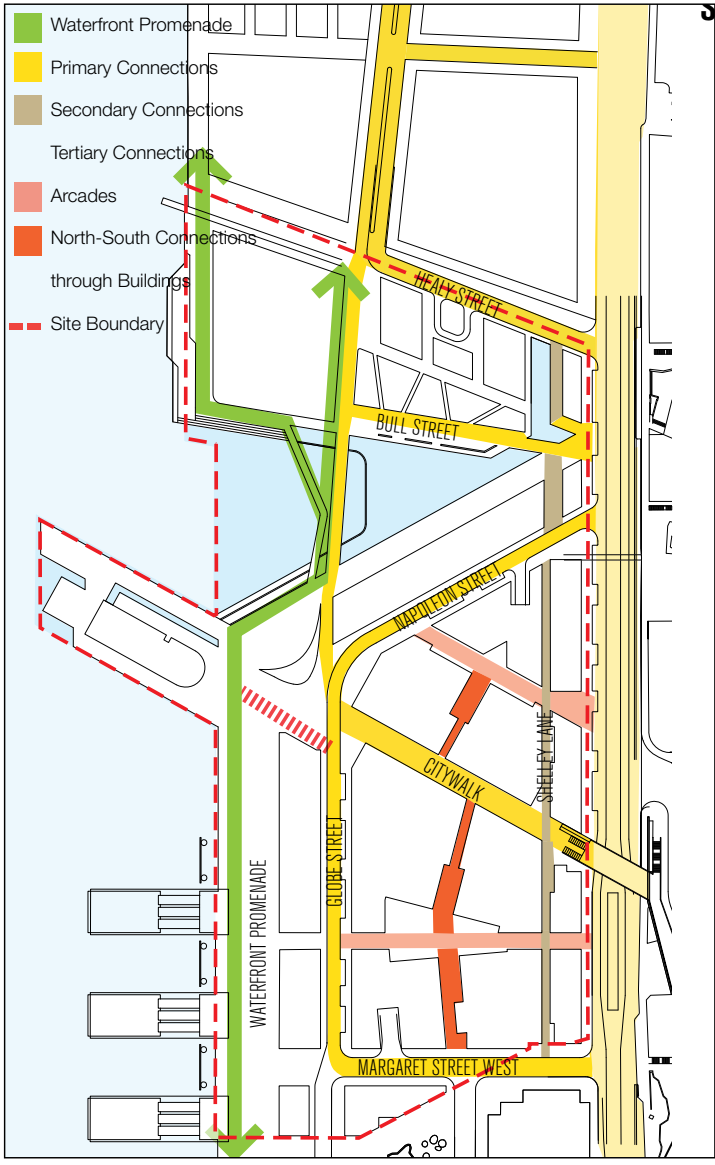 S
Waterfront Promenade
Primary Connections
Secondary Connections
Tertiary Connections
Arcades
North-South Connections
through Buildings
Site Boundary
HEALY STREET
BULL STREET
NAPOLEON STREET
CITYWALK
SHELLEY LANE
GLOBE STREET
WATERFRONT PROMENADE
MARGARET STREET WEST